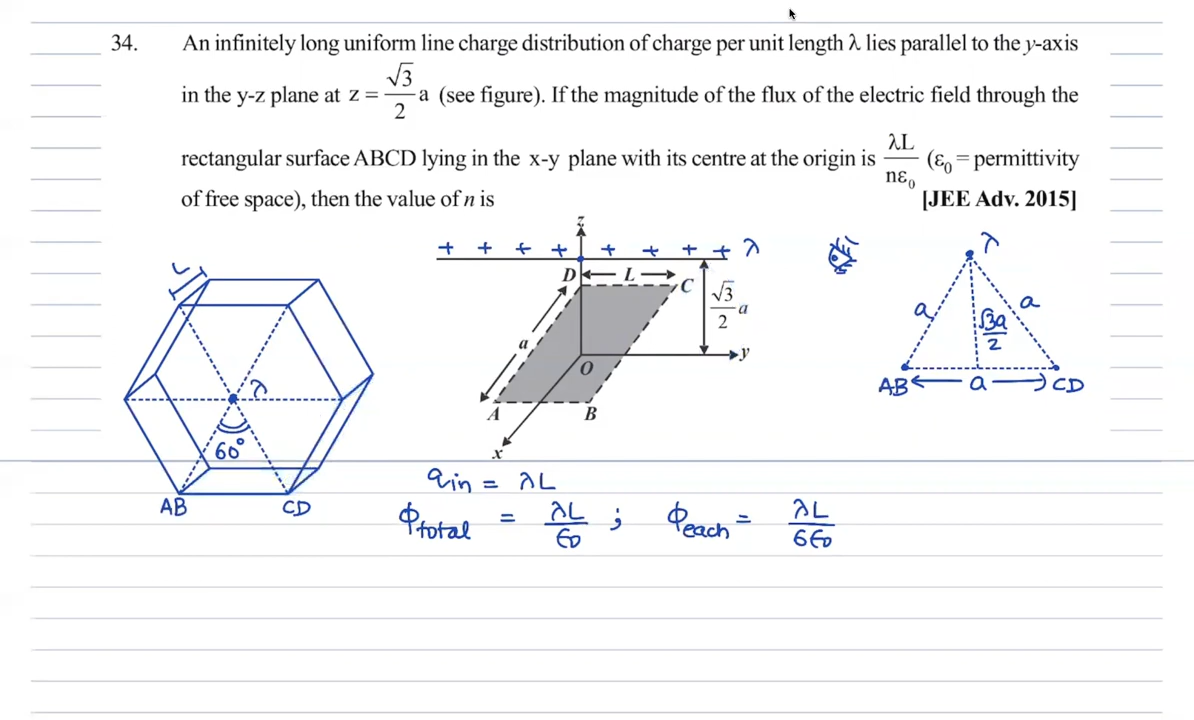 34. An infinitely long uniform line charge distribution of charge per unit length λ lies parallel to the y-axis
in the y-z plane at z = √3/2 a (see figure). If the magnitude of the flux of the electric field through the
rectangular surface ABCD lying in the x-y plane with its centre at the origin is λL/nε₀ (ε₀ = permittivity
of free space), then the value of n is [JEE Adv. 2015]
z
+ + + + + + + + λ
λ
L
D L C
√3/2 a
a
a √3a/2 a
y
O
AB a CD
λ
A B
60°
x
AB CD
qin = λL
ϕtotal = λL/ε₀ ; ϕeach = λL/6ε₀